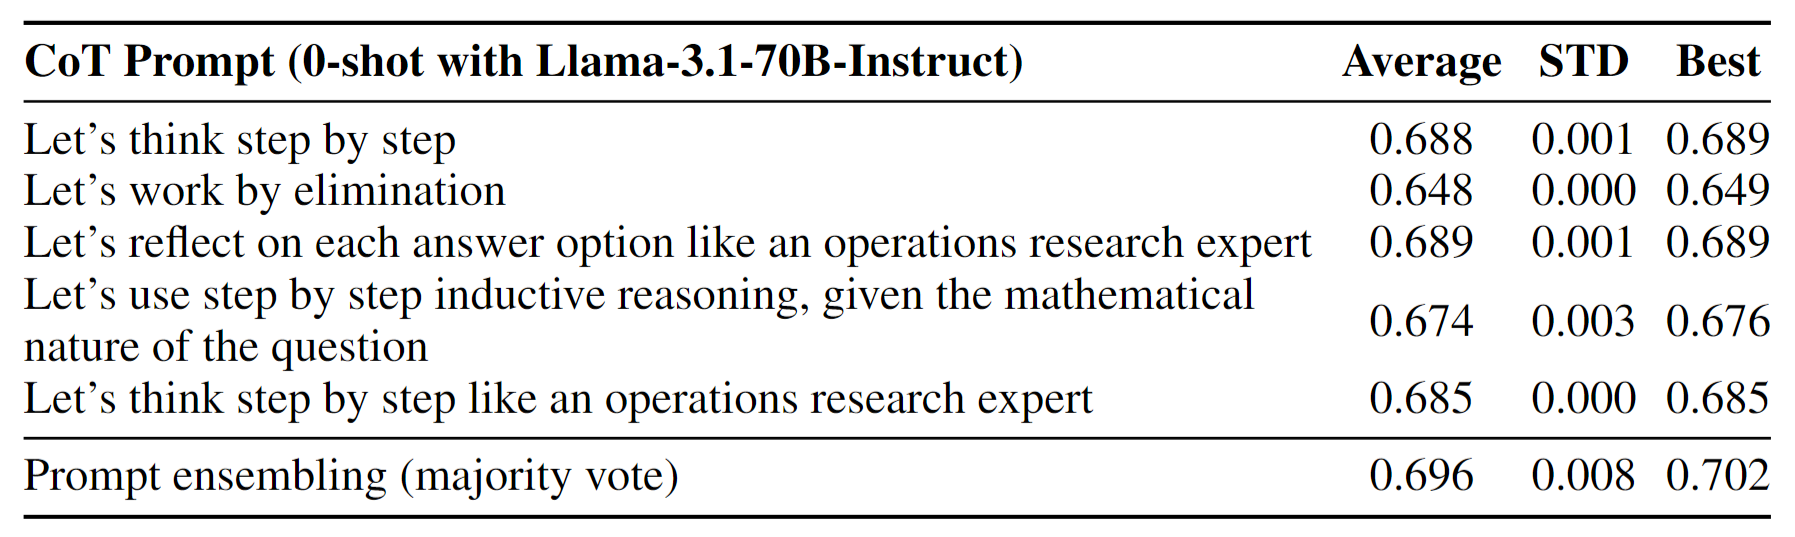 CoT Prompt (0-shot with Llama-3.1-70B-Instruct) Average STD Best
Let’s think step by step 0.688 0.001 0.689
Let’s work by elimination 0.648 0.000 0.649
Let’s reflect on each answer option like an operations research expert 0.689 0.001 0.689
Let’s use step by step inductive reasoning, given the mathematical
nature of the question 0.674 0.003 0.676
Let’s think step by step like an operations research expert 0.685 0.000 0.685
Prompt ensembling (majority vote) 0.696 0.008 0.702